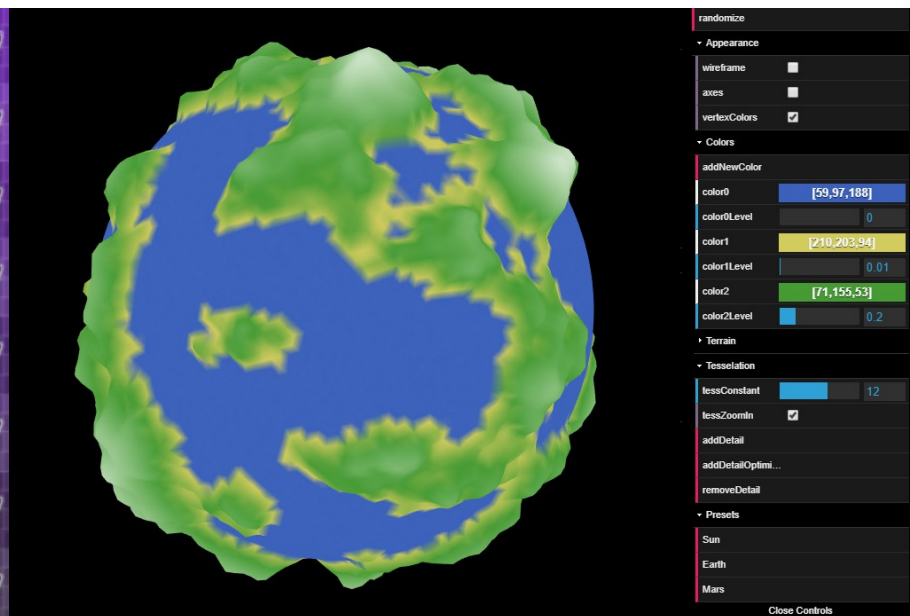 randomize
Appearance
wireframe
axes
vertexColors
Colors
addNewColor
color0 [59,97,188]
color0Level 0
color1 [210,203,94]
color1Level 0.01
color2 [71,155,53]
color2Level 0.2
Terrain
Tesselation
tessConstant 12
tessZoomIn
addDetail
addDetailOptimi...
removeDetail
Presets
Sun
Earth
Mars
Close Controls